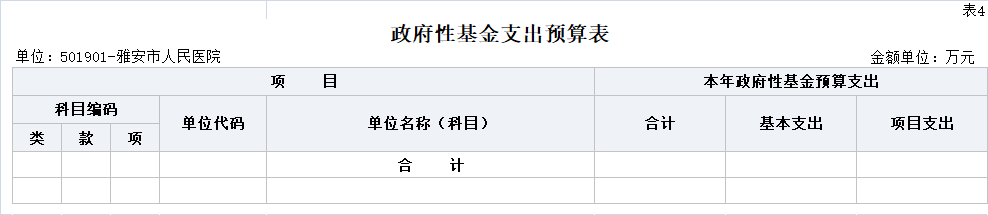 表4
政府性基金支出预算表
单位：501901-雅安市人民医院 金额单位：万元
项 目 本年政府性基金预算支出
科目编码 单位代码 单位名称（科目） 合计 基本支出 项目支出
类 款 项
合 计